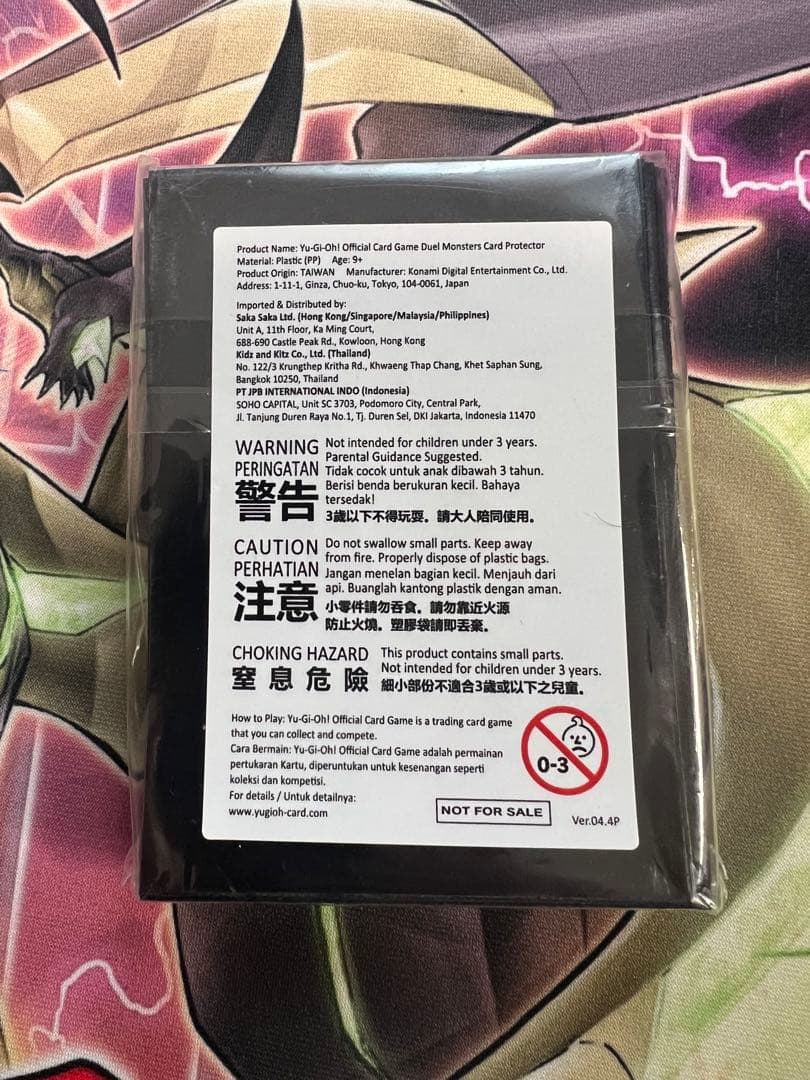 Product Name: Yu-Gi-Oh! Official Card Game Duel Monsters Card Protector
Material: Plastic (PP) Age: 9+
Product Origin: TAIWAN Manufacturer: Konami Digital Entertainment Co., Ltd.
Address: 1-11-1, Ginza, Chuo-ku, Tokyo, 104-0061, Japan
Imported & Distributed by:
Saka Saka Ltd. (Hong Kong/Singapore/Malaysia/Philippines)
Unit A, 11th Floor, Ka Ming Court,
688-690 Castle Peak Rd., Kowloon, Hong Kong
Kidz and Kitz Co., Ltd. (Thailand)
No. 122/3 Krungthep Kritha Rd., Khwaeng Thap Chang, Khet Saphan Sung,
Bangkok 10250, Thailand
PT JPB INTERNATIONAL INDO (Indonesia)
SOHO CAPITAL, Unit SC 3703, Podomoro City, Central Park,
Jl. Tanjung Duren Raya No.1, Tj. Duren Sel, DKI Jakarta, Indonesia 11470
WARNING
PERINGATAN
警告
Not intended for children under 3 years.
Parental Guidance Suggested.
Tidak cocok untuk anak dibawah 3 tahun.
Berisi benda berukuran kecil. Bahaya
tersedak!
3歲以下不得玩耍。請大人陪同使用。
CAUTION
PERHATIAN
注意
Do not swallow small parts. Keep away
from fire. Properly dispose of plastic bags.
Jangan menelan bagian kecil. Menjauh dari
api. Buanglah kantong plastik dengan aman.
小零件請勿吞食。請勿靠近火源
防止火燒。塑膠袋請即丟棄。
CHOKING HAZARD
窒息危險
This product contains small parts.
Not intended for children under 3 years.
細小部份不適合3歲或以下之兒童。
How to Play: Yu-Gi-Oh! Official Card Game is a trading card game
that you can collect and compete.
Cara Bermain: Yu-Gi-Oh! Official Card Game adalah permainan
pertukaran Kartu, diperuntukan untuk kesenangan seperti
koleksi dan kompetisi.
For details / Untuk detailnya:
www.yugioh-card.com
0-3
NOT FOR SALE
Ver.04.4P